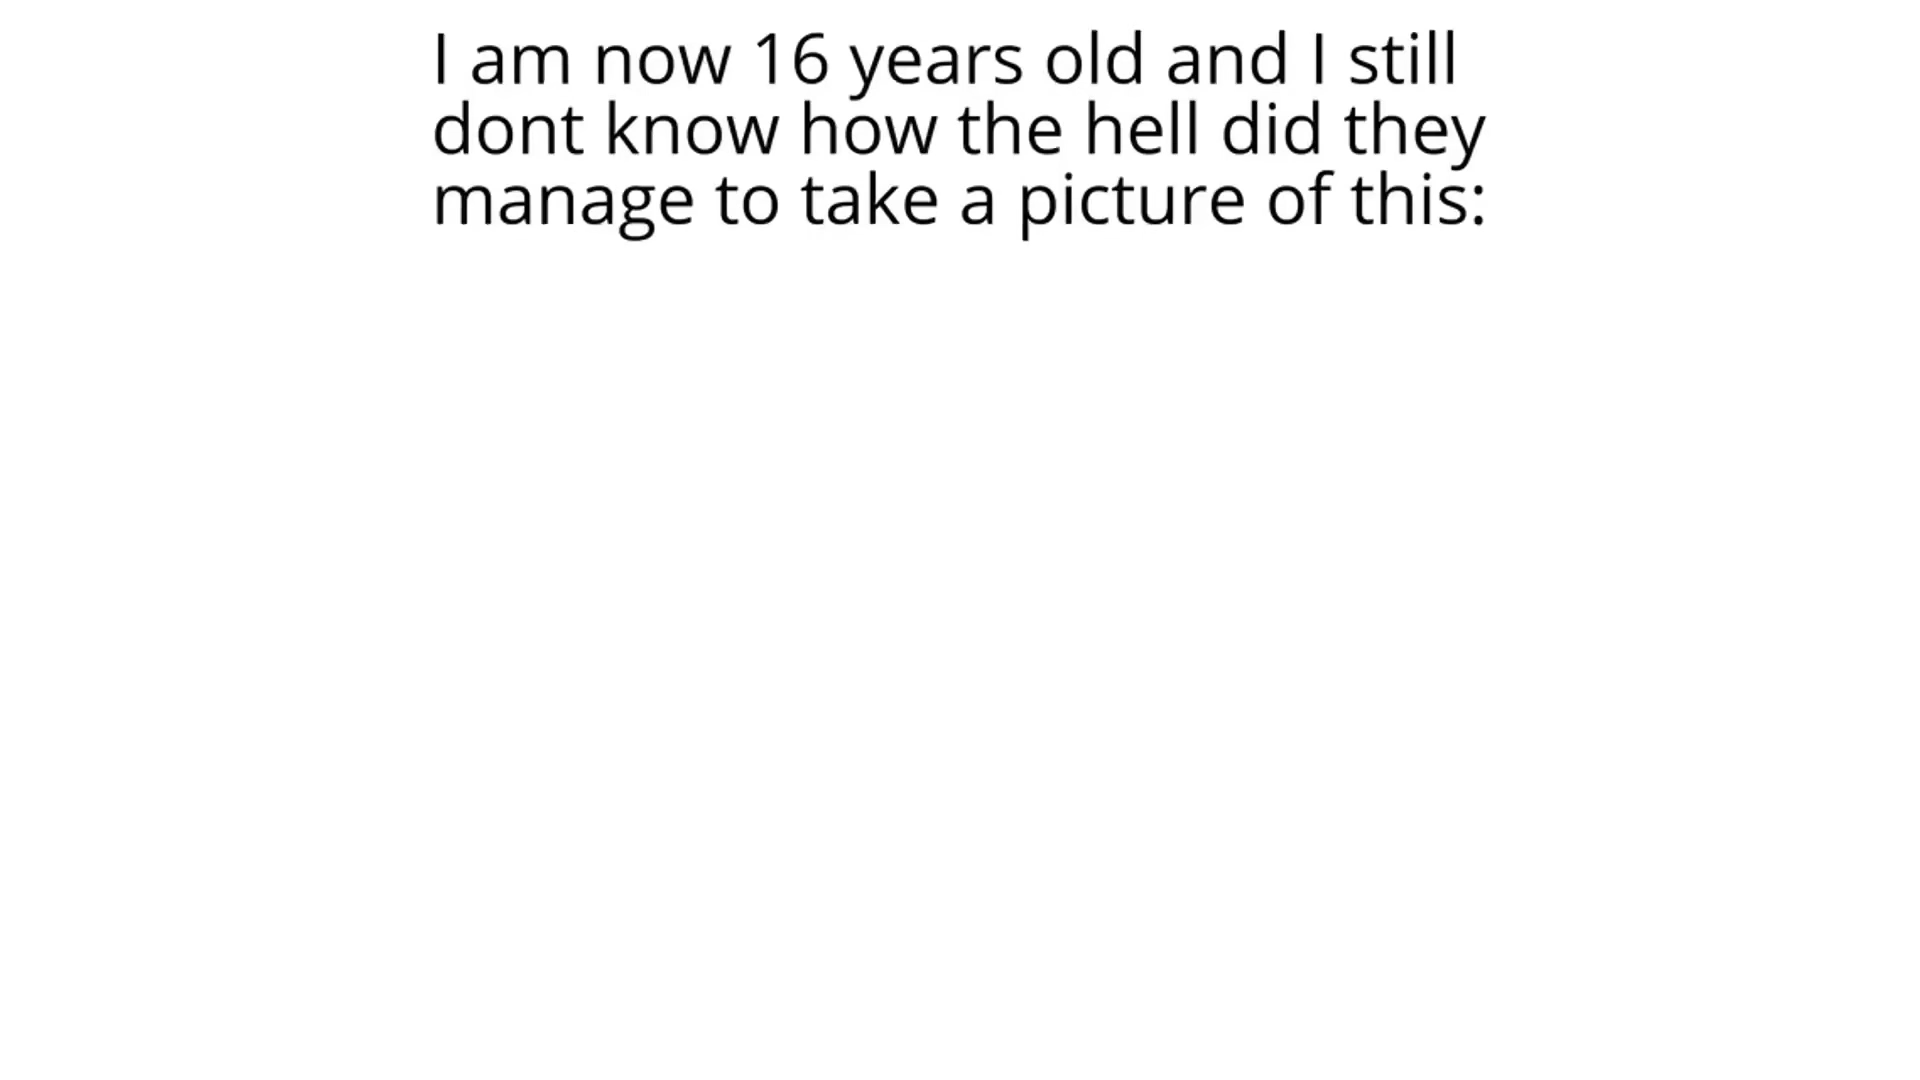 I am now 16 years old and I still
dont know how the hell did they
manage to take a picture of this: